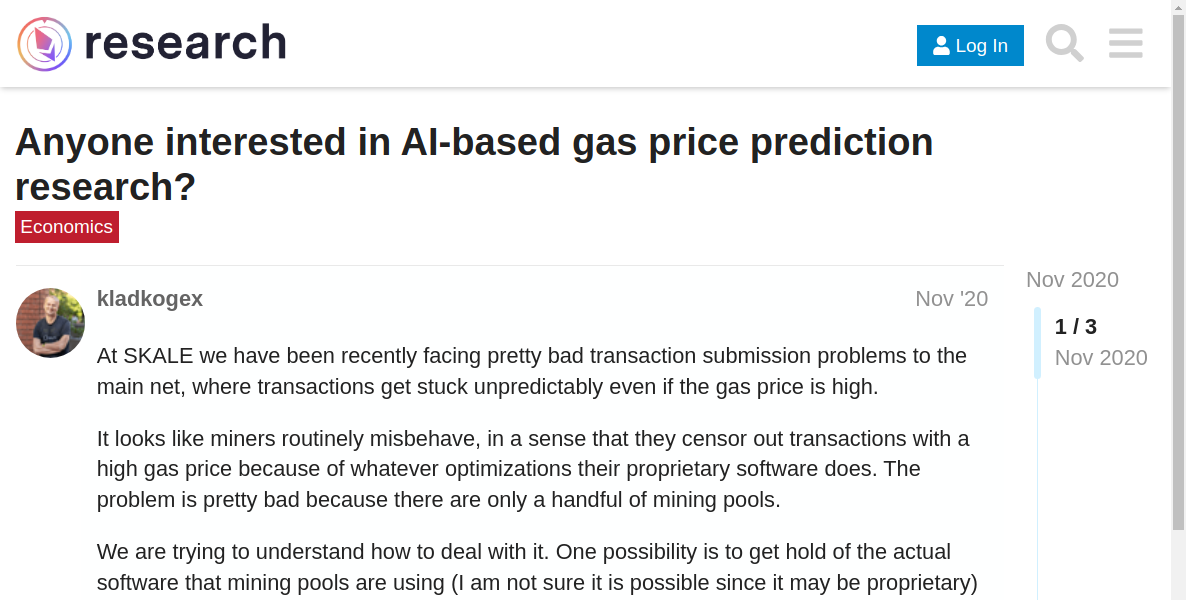 research
Log In
Anyone interested in AI-based gas price prediction
research?
Economics
kladkogex
Nov '20
Nov 2020
1 / 3
Nov 2020
At SKALE we have been recently facing pretty bad transaction submission problems to the
main net, where transactions get stuck unpredictably even if the gas price is high.
It looks like miners routinely misbehave, in a sense that they censor out transactions with a
high gas price because of whatever optimizations their proprietary software does. The
problem is pretty bad because there are only a handful of mining pools.
We are trying to understand how to deal with it. One possibility is to get hold of the actual
software that mining pools are using (I am not sure it is possible since it may be proprietary)